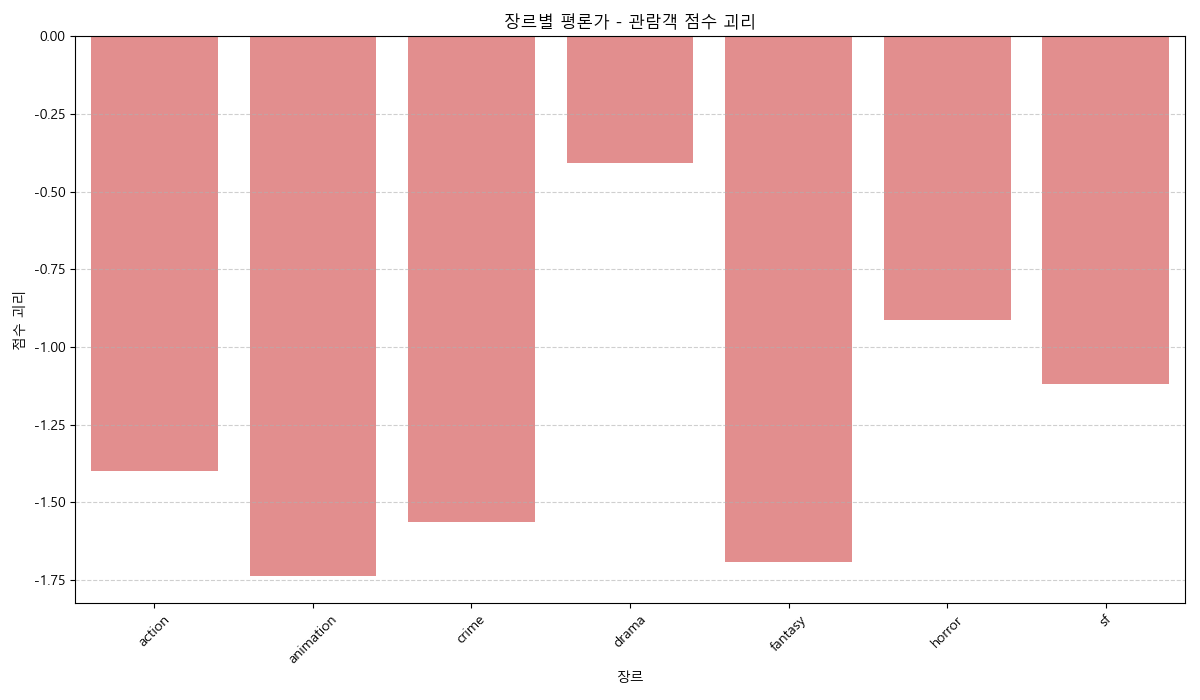 장르별 평론가 - 관람객 점수 괴리
점수 괴리
0.00
-0.25
-0.50
-0.75
-1.00
-1.25
-1.50
-1.75
action
animation
crime
drama
fantasy
horror
sf
장르